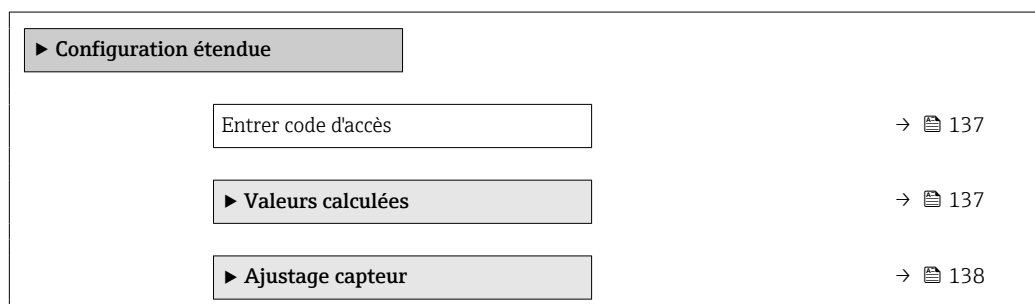 ► Configuration étendue
Entrer code d'accès → 137
► Valeurs calculées → 137
► Ajustage capteur → 138